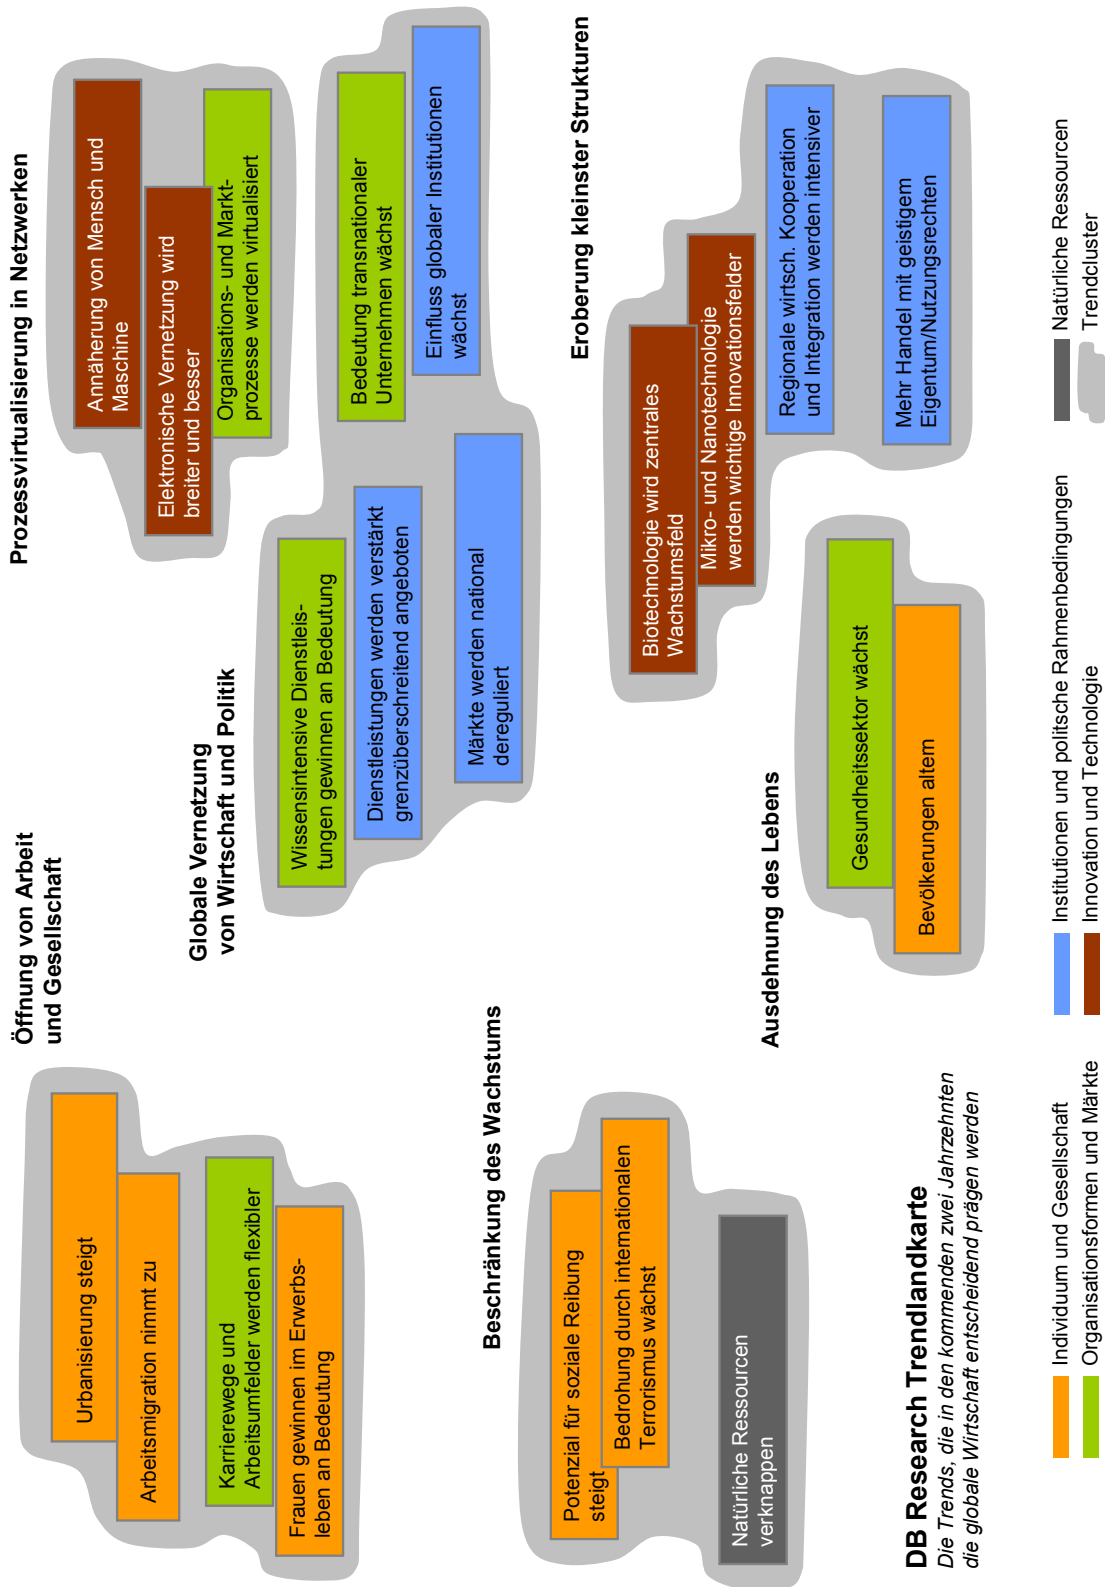 Öffnung von Arbeit
und Gesellschaft
Urbanisierung steigt
Arbeitsmigration nimmt zu
Karrierewege und
Arbeitsumfelder werden flexibler
Frauen gewinnen im Erwerbs-
leben an Bedeutung
Prozessvirtualisierung in Netzwerken
Annäherung von Mensch und
Maschine
Elektronische Vernetzung wird
breiter und besser
Organisations- und Markt-
prozesse werden virtualisiert
Globale Vernetzung
von Wirtschaft und Politik
Wissensintensive Dienstleis-
tungen gewinnen an Bedeutung
Dienstleistungen werden verstärkt
grenzüberschreitend angeboten
Märkte werden national
dereguliert
Bedeutung transnationaler
Unternehmen wächst
Einfluss globaler Institutionen
wächst
Beschränkung des Wachstums
Potenzial für soziale Reibung
steigt
Bedrohung durch internationalen
Terrorismus wächst
Natürliche Ressourcen
verknappen
Eroberung kleinster Strukturen
Biotechnologie wird zentrales
Wachstumsfeld
Mikro- und Nanotechnologie
werden wichtige Innovationsfelder
Regionale wirtsch. Kooperation
und Integration werden intensiver
Mehr Handel mit geistigem
Eigentum/Nutzungsrechten
Ausdehnung des Lebens
Gesundheitssektor wächst
Bevölkerungen altern
DB Research Trendlandkarte
Die Trends, die in den kommenden zwei Jahrzehnten
die globale Wirtschaft entscheidend prägen werden
Individuum und Gesellschaft
Organisationsformen und Märkte
Institutionen und politsche Rahmenbedingungen
Innovation und Technologie
Natürliche Ressourcen
Trendcluster